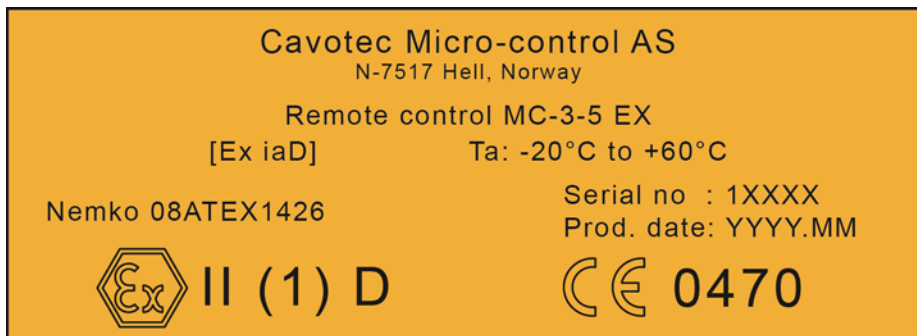 Cavotec Micro-control AS
N-7517 Hell, Norway
Remote control MC-3-5 EX
[Ex iaD] Ta: -20°C to +60°C
Nemko 08ATEX1426
Serial no : 1XXXX
Prod. date: YYYY.MM
Ex II (1) D
CE 0470